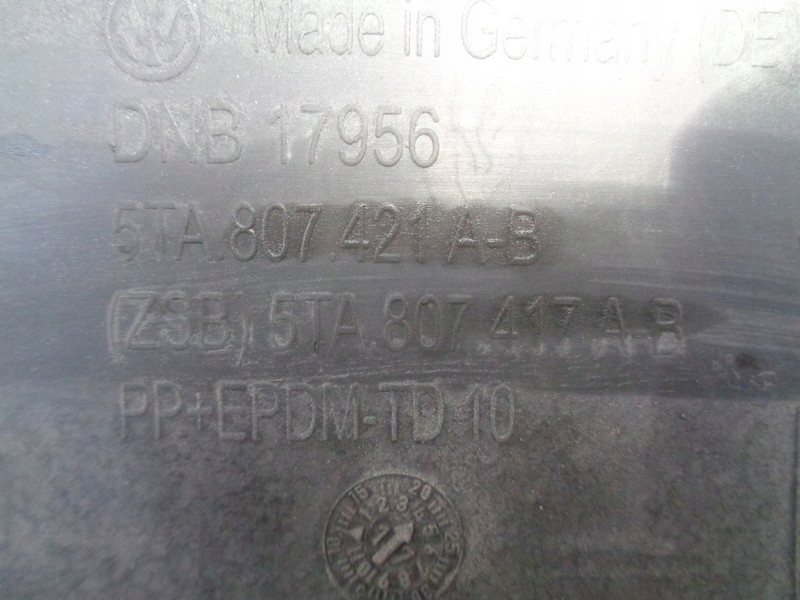 Made in Germany (DE
DNB 17956
5TA.807.421 A-B
(ZSB) 5TA.807.417 A-B
PP+EPDM-TD 10